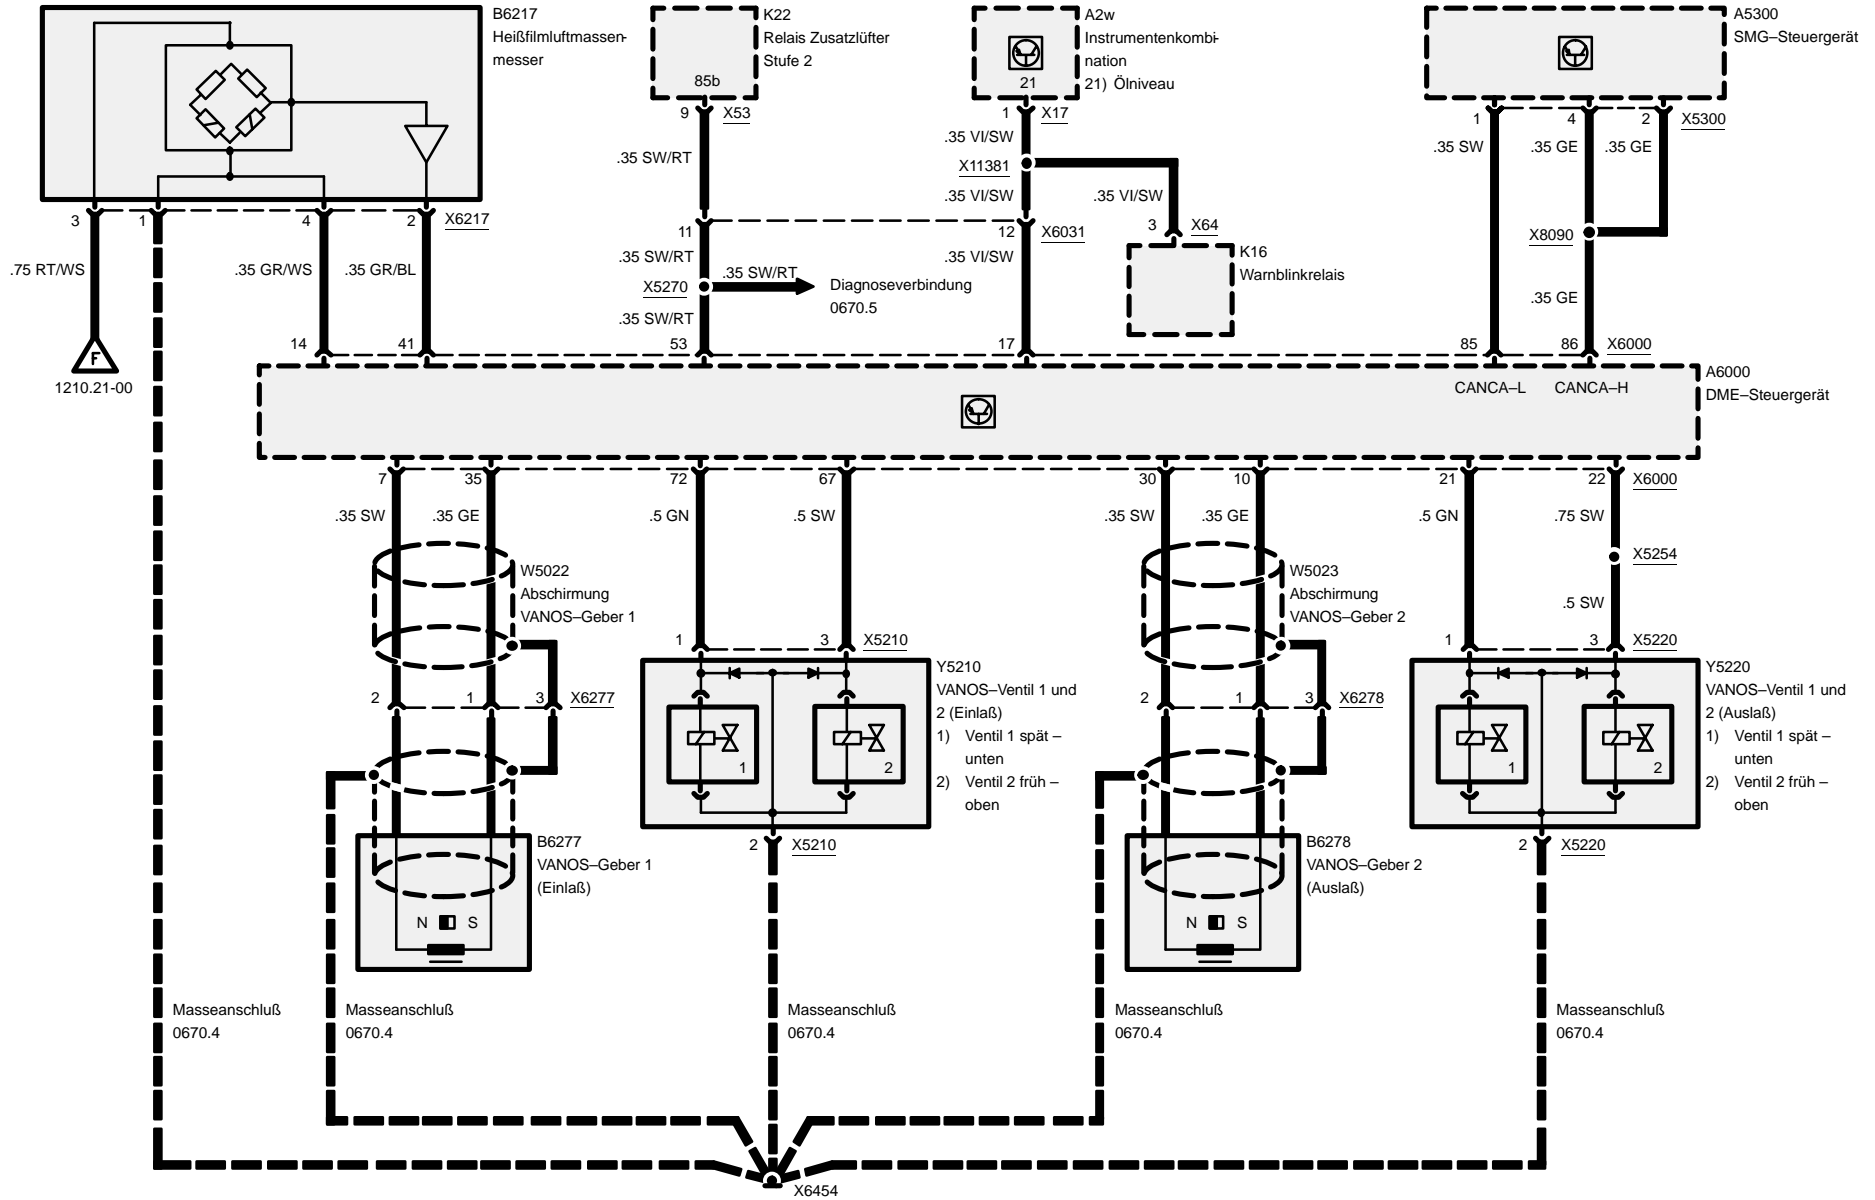 B6217
Heißfilmluftmassen-
messer
K22
Relais Zusatzlüfter
Stufe 2
85b
A2w
Instrumentenkombi-
nation
21) Ölniveau
21
A5300
SMG–Steuergerät
9 X53
1 X17
1 4 2 X5300
.35 VI/SW
.35 SW/RT
X11381
.35 SW .35 GE .35 GE
.35 VI/SW .35 VI/SW
3 1 4 2 X6217
11 12 X6031
3 X64
X8090
K16
Warnblinkrelais
.75 RT/WS .35 GR/WS .35 GR/BL
.35 SW/RT .35 VI/SW
.35 SW/RT
X5270
Diagnoseverbindung
0670.5
.35 GE
.35 SW/RT
14 41 53 17 85 86 X6000
F
1210.21-00
A6000
DME–Steuergerät
CANCA–L CANCA–H
7 35 72 67 30 10 21 22 X6000
.35 SW .35 GE .5 GN .5 SW .35 SW .35 GE .5 GN .75 SW
X5254
W5022
Abschirmung
VANOS–Geber 1
W5023
Abschirmung
VANOS–Geber 2
.5 SW
1 3 X5210
1 3 X5220
Y5210
VANOS–Ventil 1 und
2 (Einlaß)
1) Ventil 1 spät –
unten
2) Ventil 2 früh –
oben
Y5220
VANOS–Ventil 1 und
2 (Auslaß)
1) Ventil 1 spät –
unten
2) Ventil 2 früh –
oben
2 1 3 X6277
2 1 3 X6278
1 2
1 2
B6277
VANOS–Geber 1
(Einlaß)
N S
2 X5210
B6278
VANOS–Geber 2
(Auslaß)
N S
2 X5220
Masseanschluß
0670.4
Masseanschluß
0670.4
Masseanschluß
0670.4
Masseanschluß
0670.4
Masseanschluß
0670.4
X6454